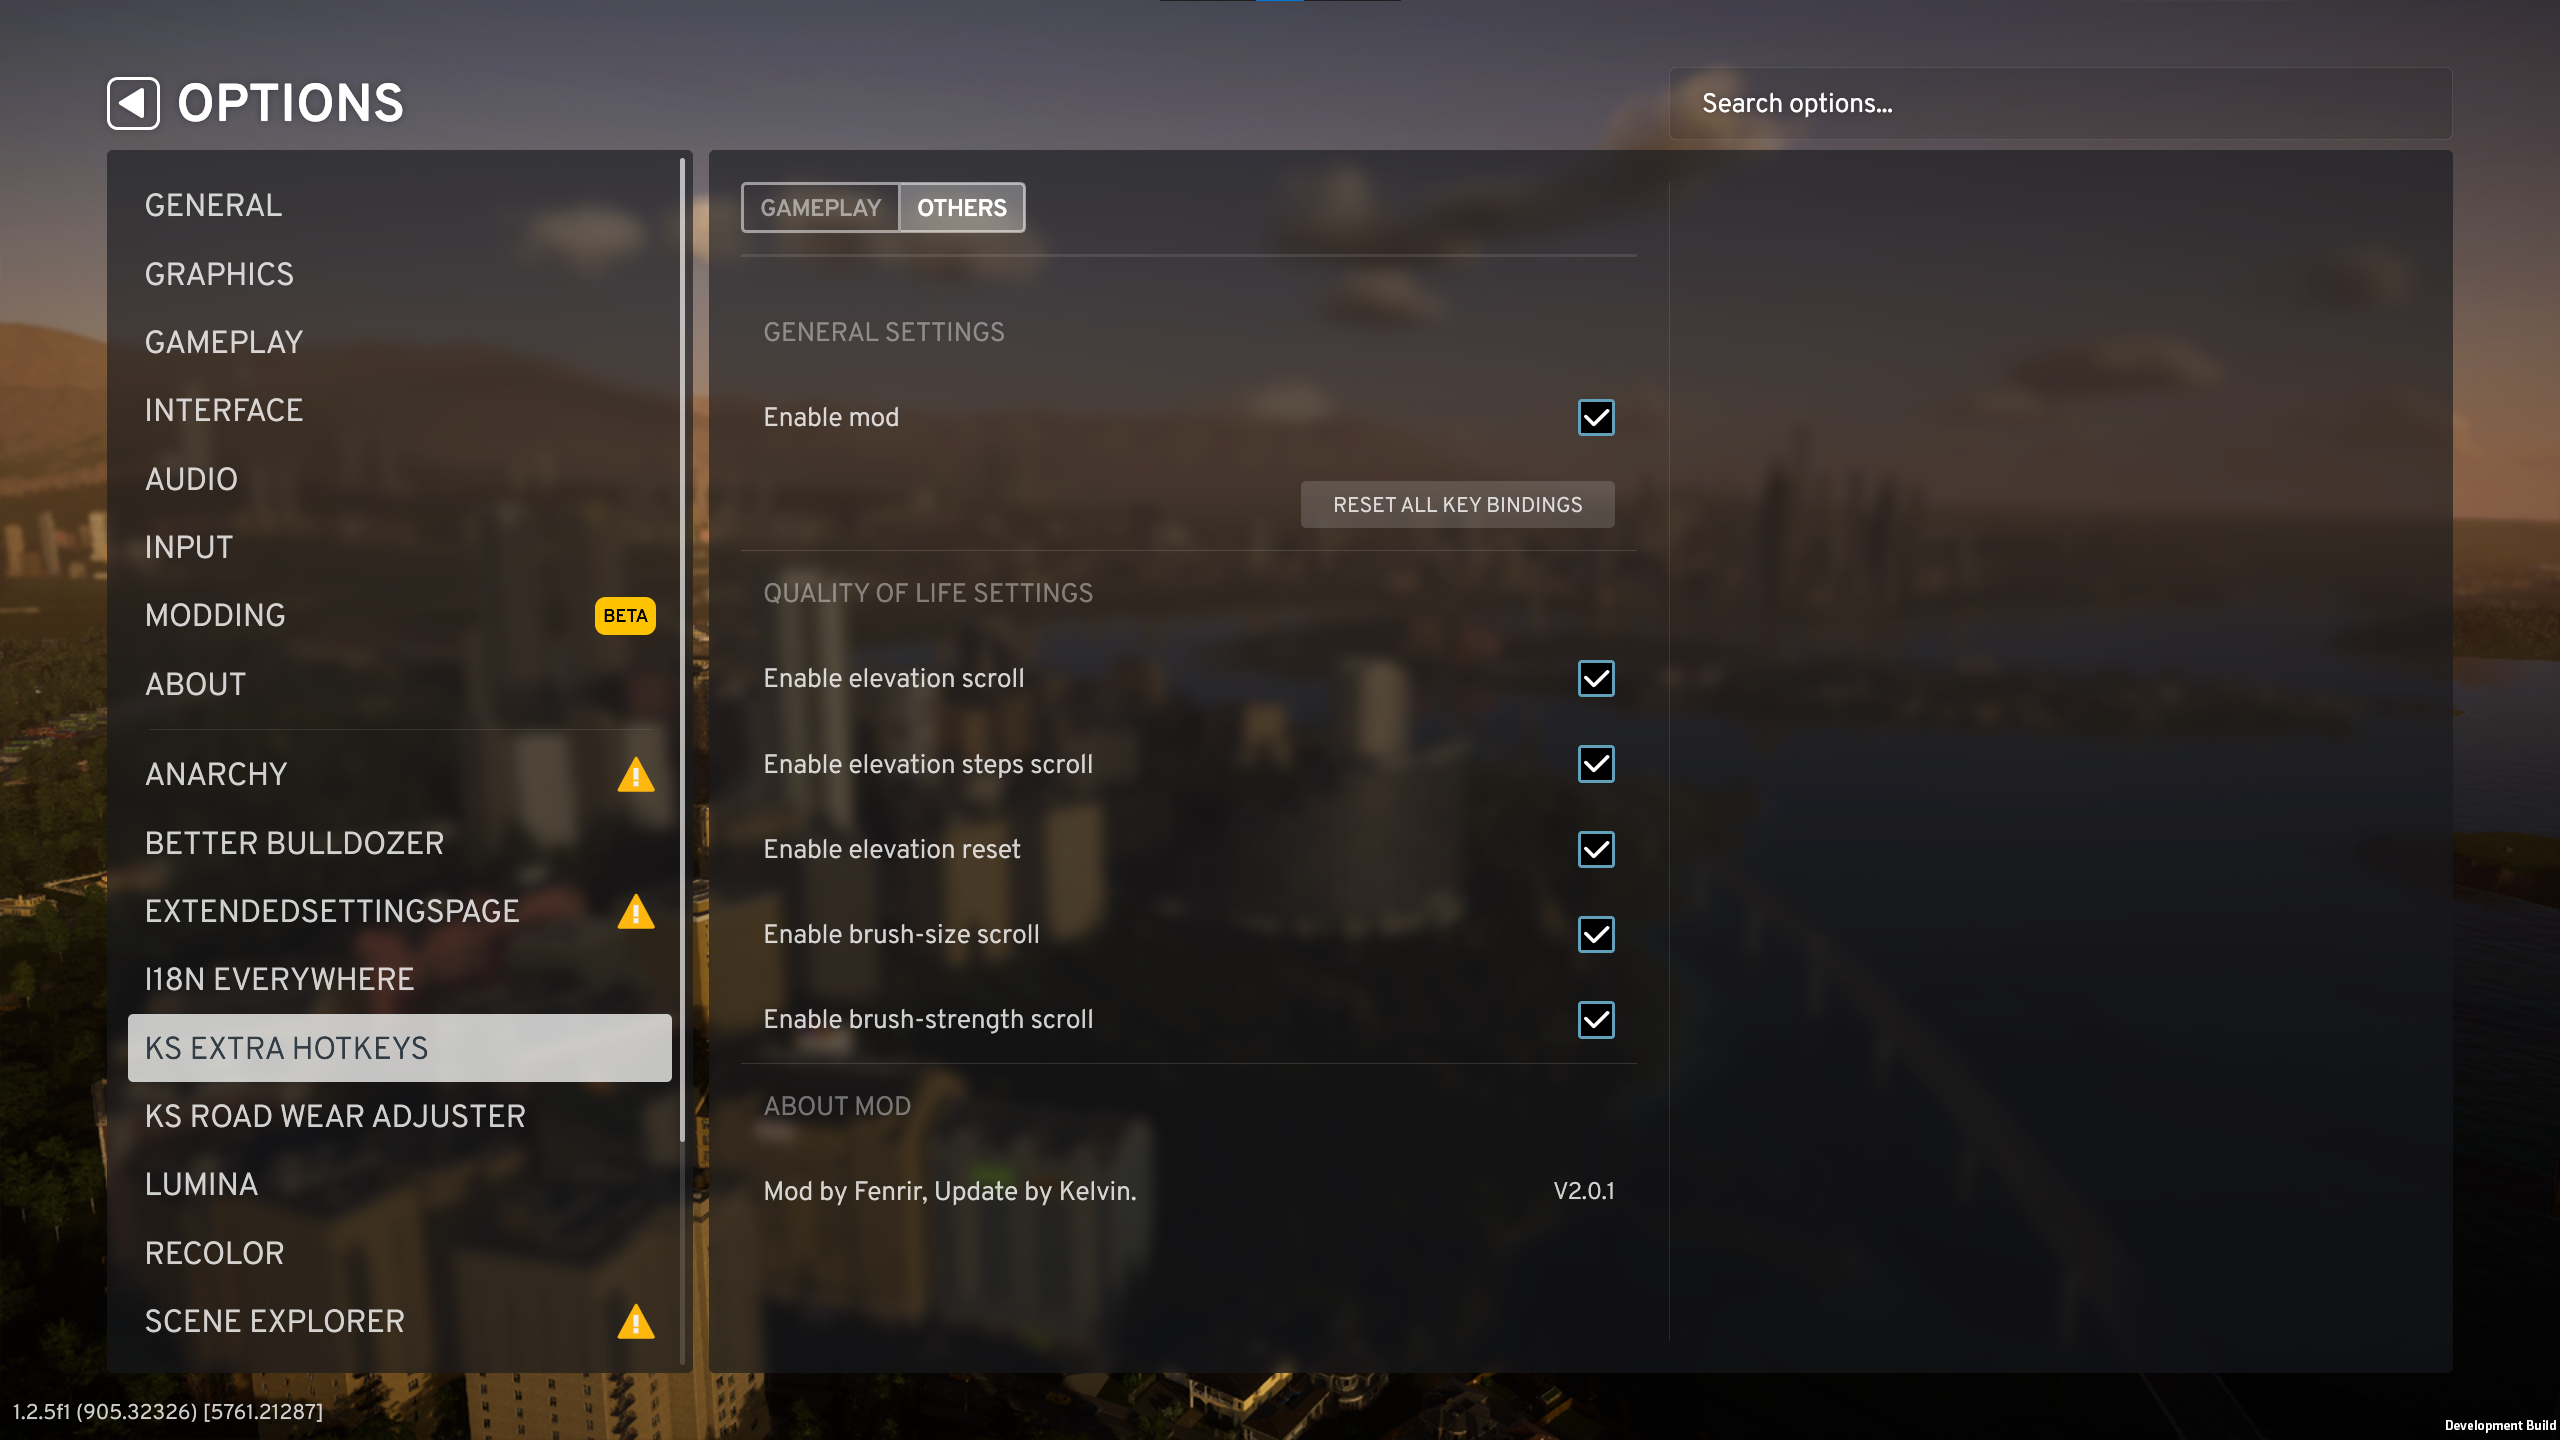 OPTIONS
Search options...
GENERAL
GRAPHICS
GAMEPLAY
INTERFACE
AUDIO
INPUT
MODDING
BETA
ABOUT
ANARCHY
BETTER BULLDOZER
EXTENDEDSETTINGSPAGE
I18N EVERYWHERE
KS EXTRA HOTKEYS
KS ROAD WEAR ADJUSTER
LUMINA
RECOLOR
SCENE EXPLORER
GAMEPLAY
OTHERS
GENERAL SETTINGS
Enable mod
RESET ALL KEY BINDINGS
QUALITY OF LIFE SETTINGS
Enable elevation scroll
Enable elevation steps scroll
Enable elevation reset
Enable brush-size scroll
Enable brush-strength scroll
ABOUT MOD
Mod by Fenrir, Update by Kelvin.
V2.0.1
1.2.5f1 (905.32326) [5761.21287]
Development Build